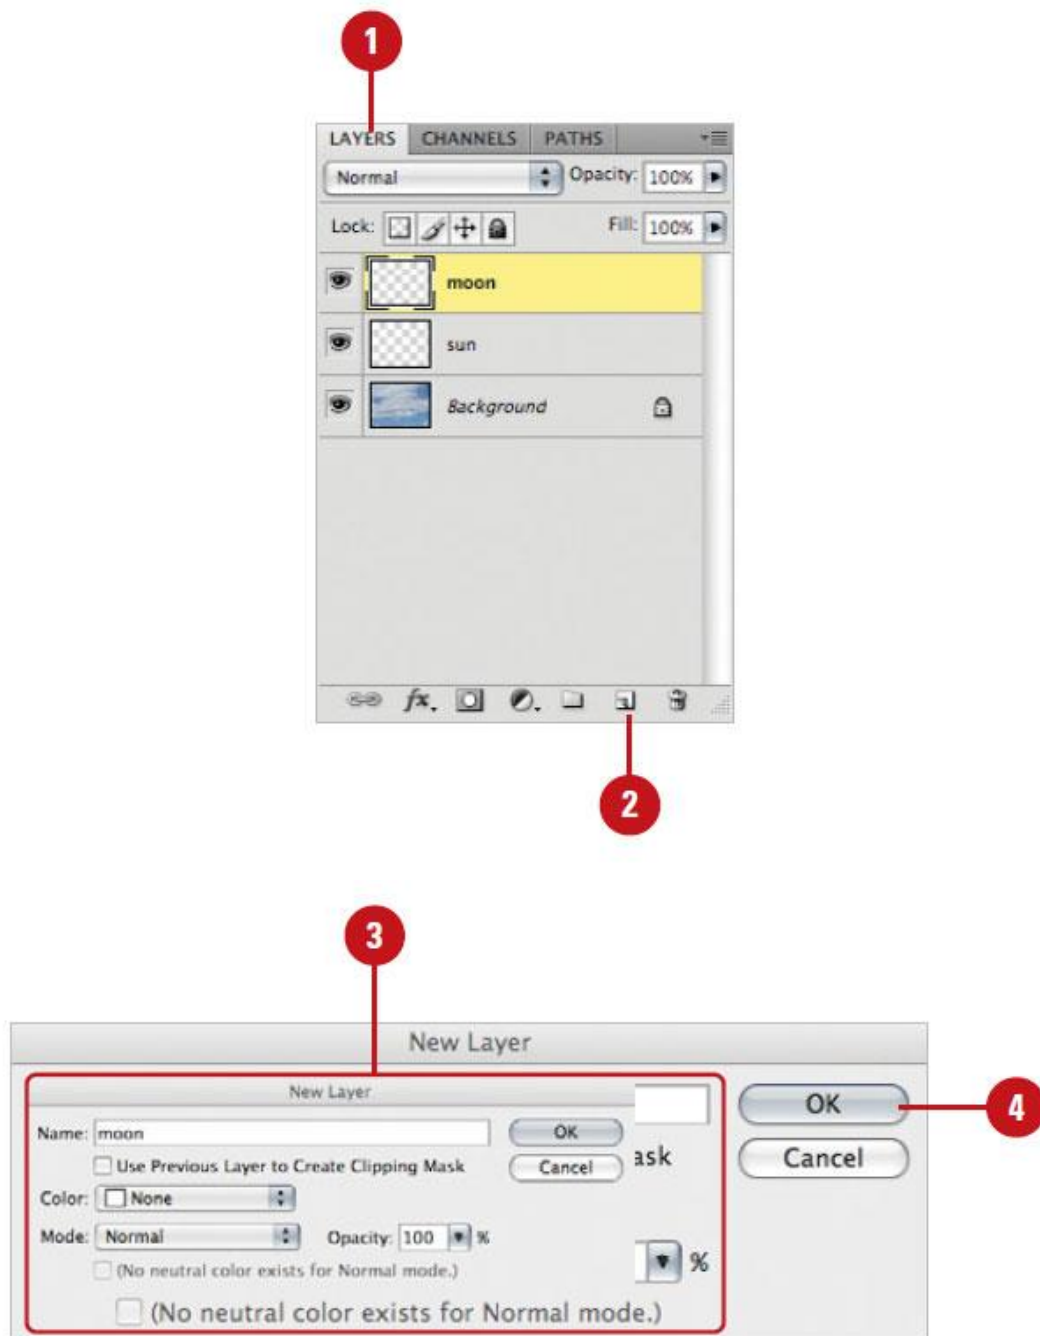 1
LAYERS CHANNELS PATHS
Normal Opacity: 100%
Lock: Fill: 100%
moon
sun
Background
fx.
2
3
New Layer
New Layer
Name: moon OK
Use Previous Layer to Create Clipping Mask Cancel
Color: None
Mode: Normal Opacity: 100 %
(No neutral color exists for Normal mode.)
ask
%
(No neutral color exists for Normal mode.)
OK
Cancel
4